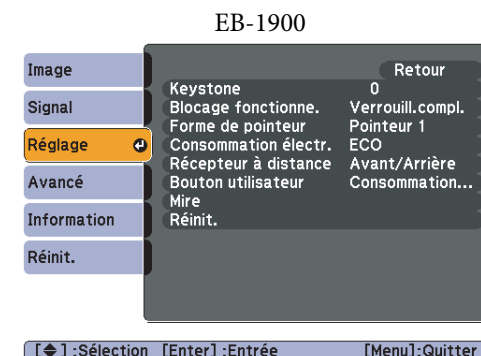 EB-1900
Image
Signal
Réglage
Avancé
Information
Réinit.
Retour
Keystone 0
Blocage fonctionne. Verrouill.compl.
Forme de pointeur Pointeur 1
Consommation électr. ECO
Récepteur à distance Avant/Arrière
Bouton utilisateur Consommation...
Mire
Réinit.
[◆] :Sélection [Enter] :Entrée [Menu]:Quitter